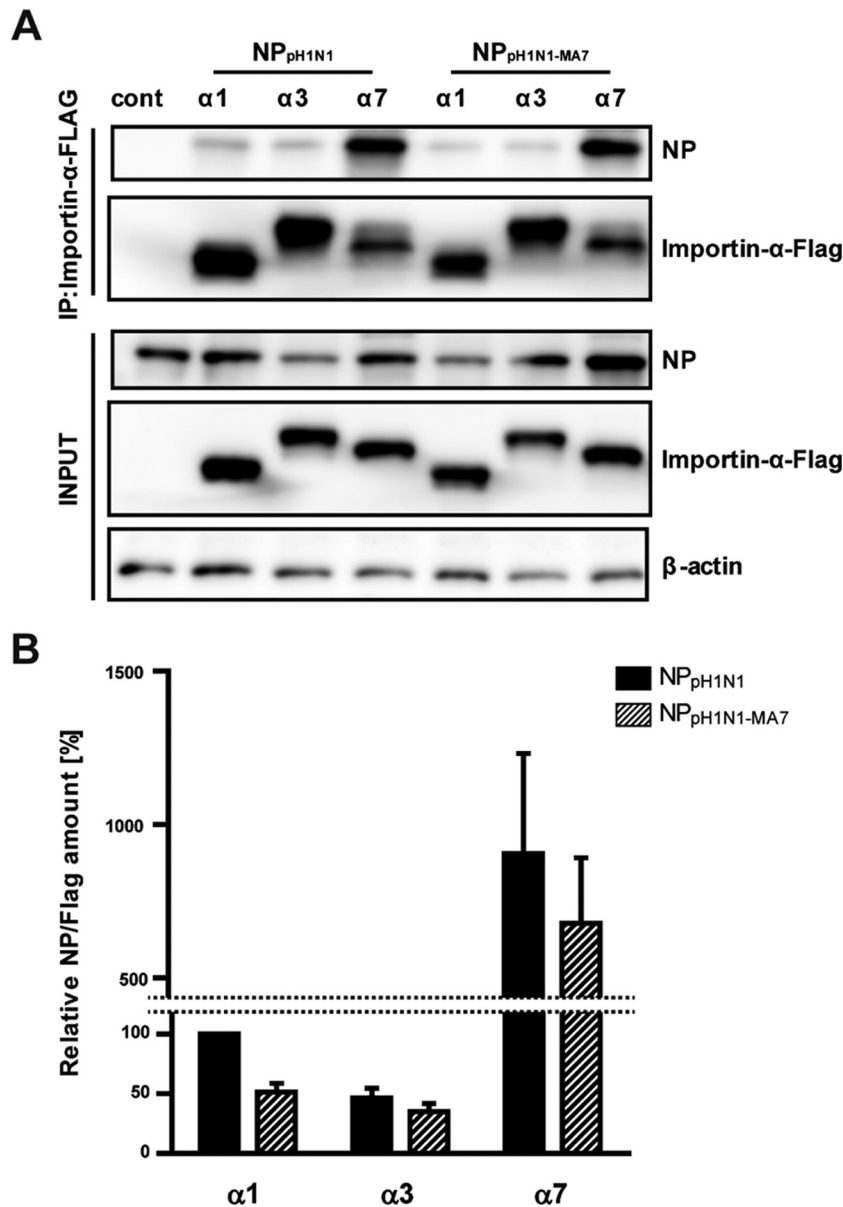 A
NPpH1N1 NPpH1N1-MA7
cont α1 α3 α7 α1 α3 α7
IP:Importin-α-FLAG
NP
Importin-α-Flag
INPUT
NP
Importin-α-Flag
β-actin
B
Relative NP/Flag amount [%]
1500
1000
500
100
50
0
NPpH1N1
NPpH1N1-MA7
α1 α3 α7